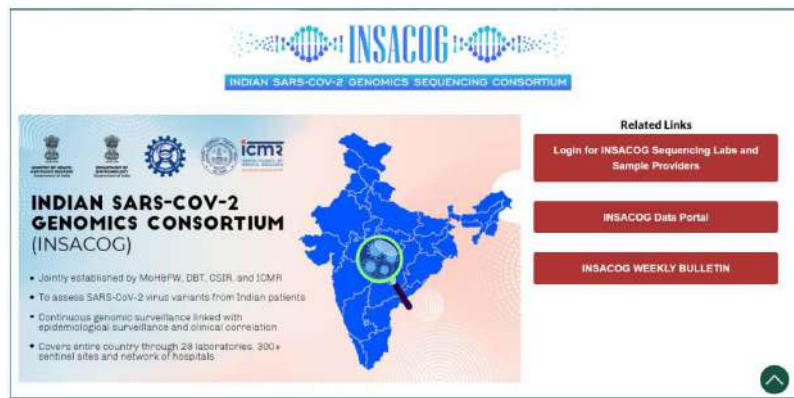 INSACOG
INDIAN SARS-COV-2 GENOMICS SEQUENCING CONSORTIUM
icmr
INDIAN SARS-COV-2
GENOMICS CONSORTIUM
(INSACOG)
• Jointly established by MoH&FW, DBT, CSIR, and ICMR
• To assess SARS-CoV-2 virus variants from Indian patients
• Continuous genomic surveillance linked with
epidemiological surveillance and clinical correlation
• Covers entire country through 28 laboratories, 300+
sentinel sites and network of hospitals
Related Links
Login for INSACOG Sequencing Labs and
Sample Providers
INSACOG Data Portal
INSACOG WEEKLY BULLETIN